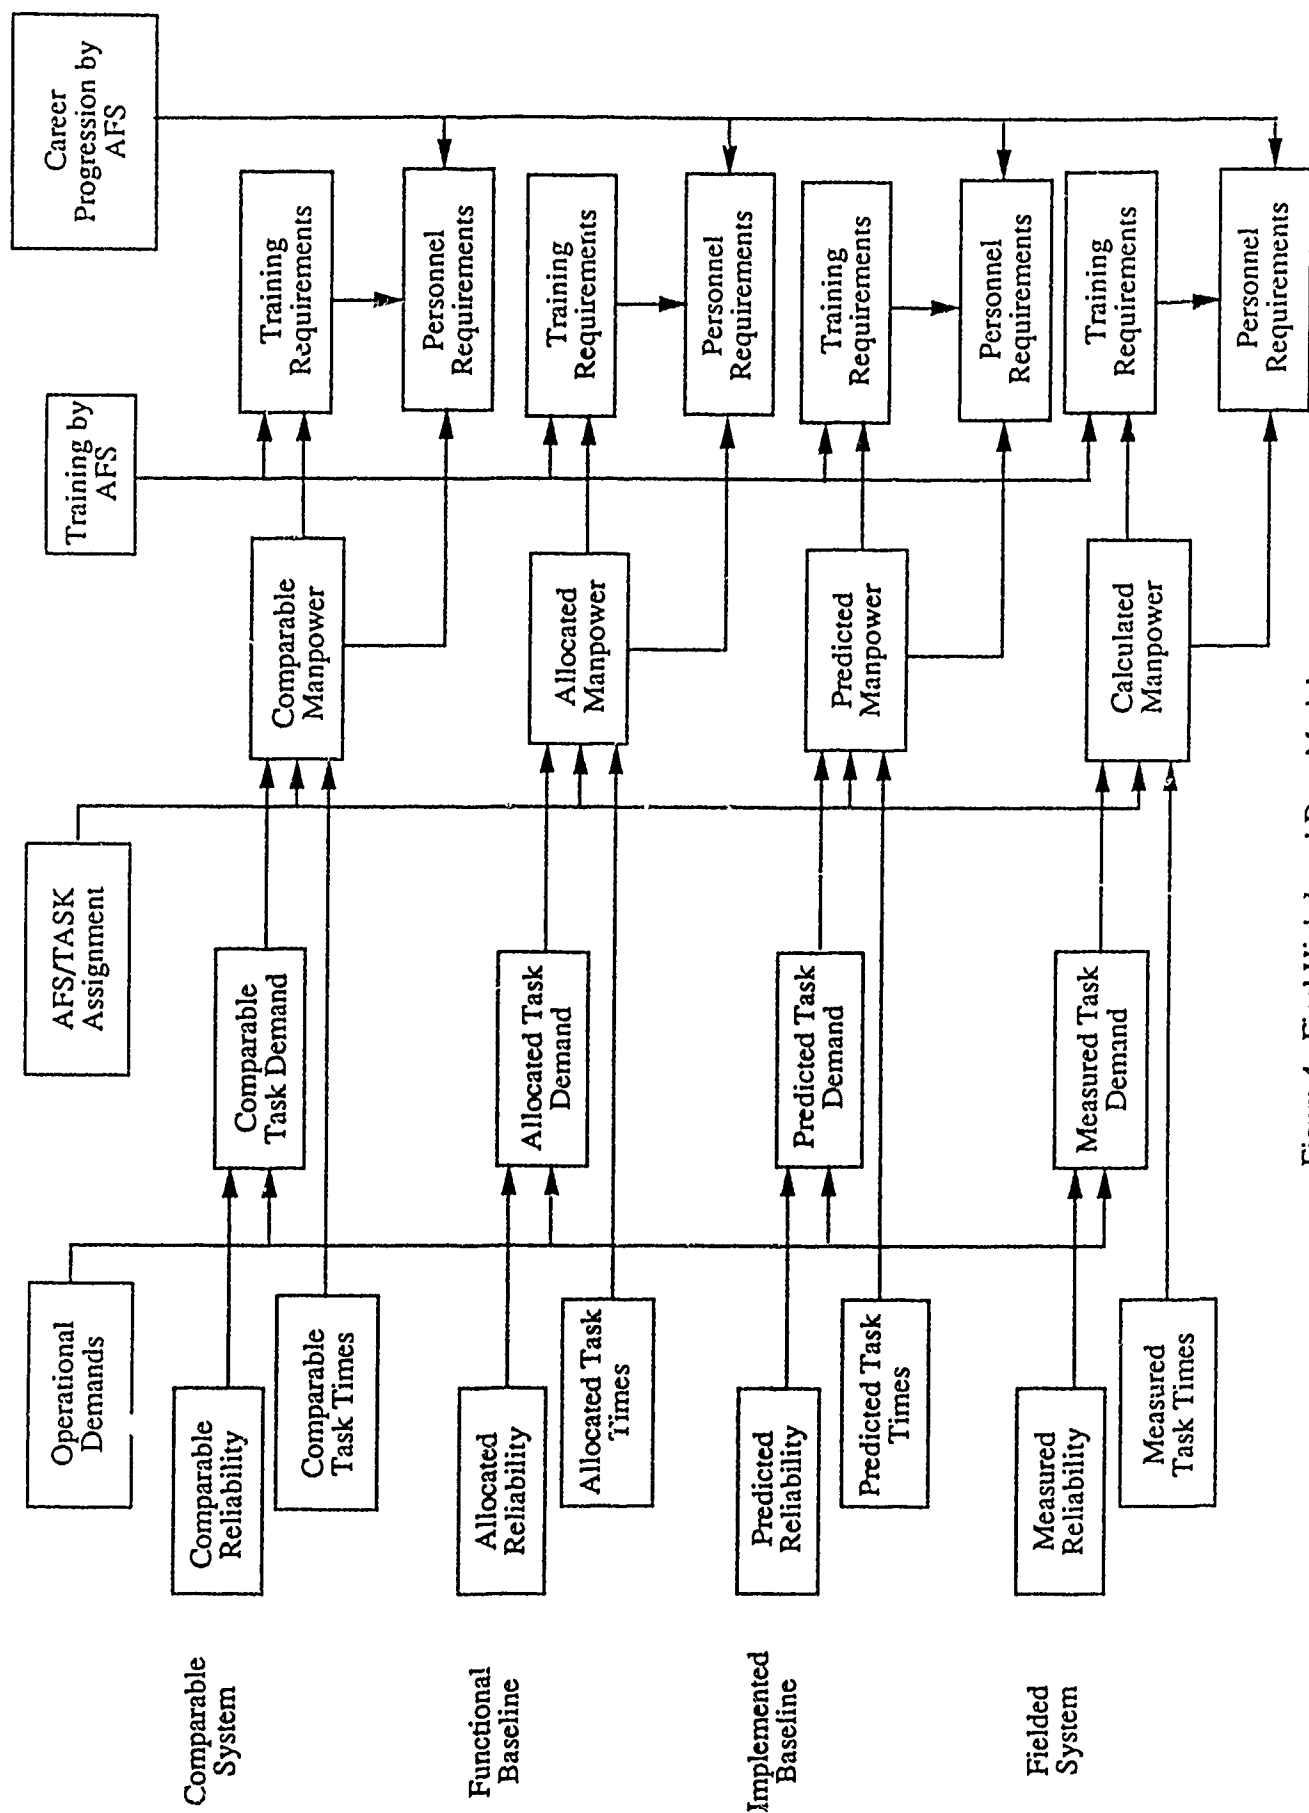 Operational
Demands
AFS/TASK
Assignment
Training by
AFS
Career
Progression by
AFS
Comparable
System
Comparable
Reliability
Comparable
Task Times
Comparable
Task Demand
Comparable
Manpower
Training
Requirements
Personnel
Requirements
Functional
Baseline
Allocated
Reliability
Allocated Task
Times
Allocated Task
Demand
Allocated
Manpower
Training
Requirements
Personnel
Requirements
Implemented
Baseline
Predicted
Reliability
Predicted Task
Times
Predicted Task
Demand
Predicted
Manpower
Training
Requirements
Personnel
Requirements
Fielded
System
Measured
Reliability
Measured
Task Times
Measured Task
Demand
Calculated
Manpower
Training
Requirements
Personnel
Requirements